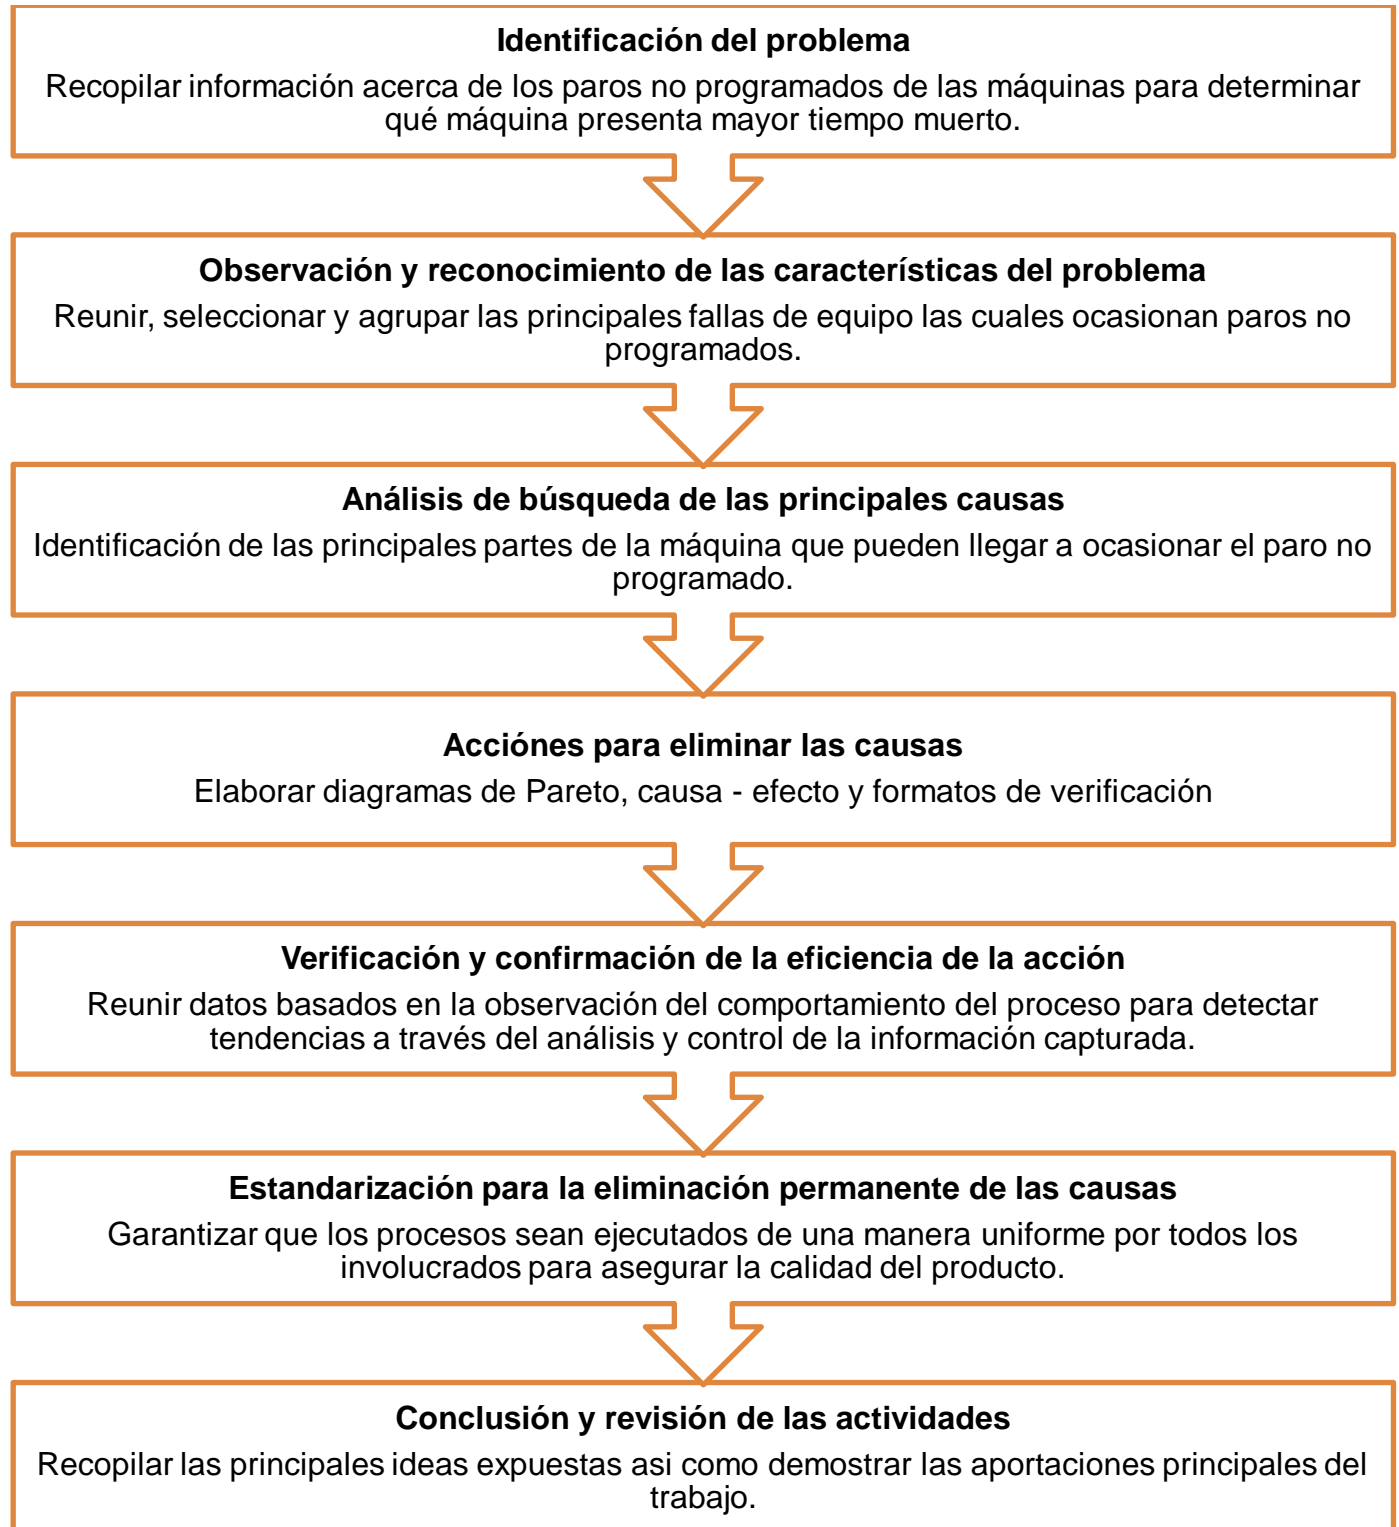 Identificación del problema
Recopilar información acerca de los paros no programados de las máquinas para determinar
qué máquina presenta mayor tiempo muerto.
Observación y reconocimiento de las características del problema
Reunir, seleccionar y agrupar las principales fallas de equipo las cuales ocasionan paros no
programados.
Análisis de búsqueda de las principales causas
Identificación de las principales partes de la máquina que pueden llegar a ocasionar el paro no
programado.
Acciónes para eliminar las causas
Elaborar diagramas de Pareto, causa - efecto y formatos de verificación
Verificación y confirmación de la eficiencia de la acción
Reunir datos basados en la observación del comportamiento del proceso para detectar
tendencias a través del análisis y control de la información capturada.
Estandarización para la eliminación permanente de las causas
Garantizar que los procesos sean ejecutados de una manera uniforme por todos los
involucrados para asegurar la calidad del producto.
Conclusión y revisión de las actividades
Recopilar las principales ideas expuestas asi como demostrar las aportaciones principales del
trabajo.